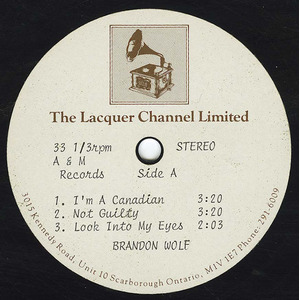 The Lacquer Channel Limited
33 1/3rpm STEREO
A & M
Records Side A
1. I'm A Canadian 3:20
2. Not Guilty 3:20
3. Look Into My Eyes 2:03
BRANDON WOLF
3015 Kennedy Road, Unit 10 Scarborough Ontario, M1V 1E7 Phone: 291-6009